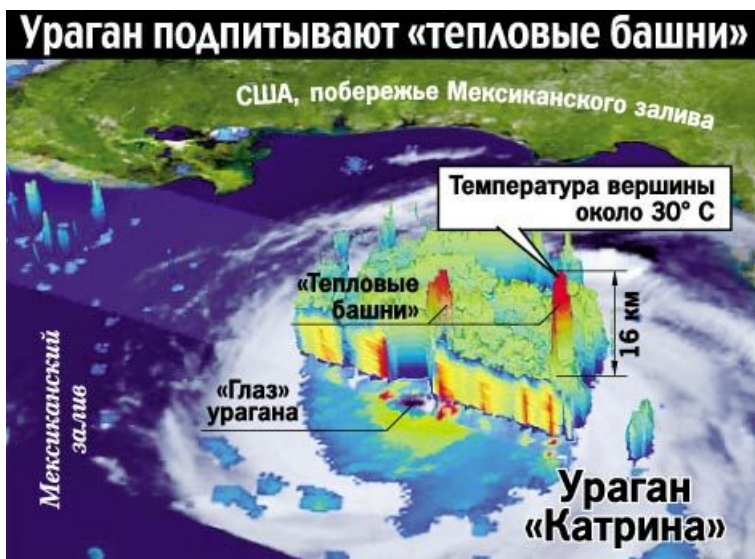 Ураган подпитывают «тепловые башни»
США, побережье Мексиканского залива
Температура вершины
около 30° С
«Тепловые
башни»
16 км
«Глаз»
урагана
Мексиканский
залив
Ураган
«Катрина»